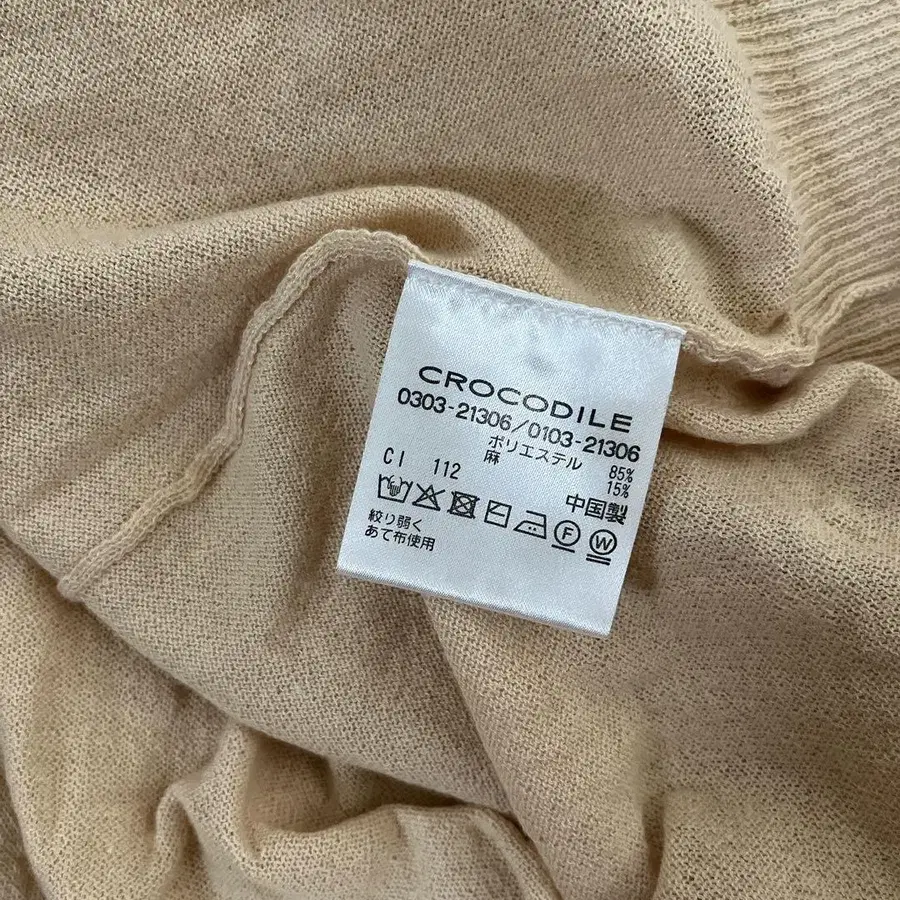 CROCODILE
0303-21306/0103-21306
ポリエステル 85%
麻 15%
CI 112
中国製
F
W
絞り弱く
あて布使用